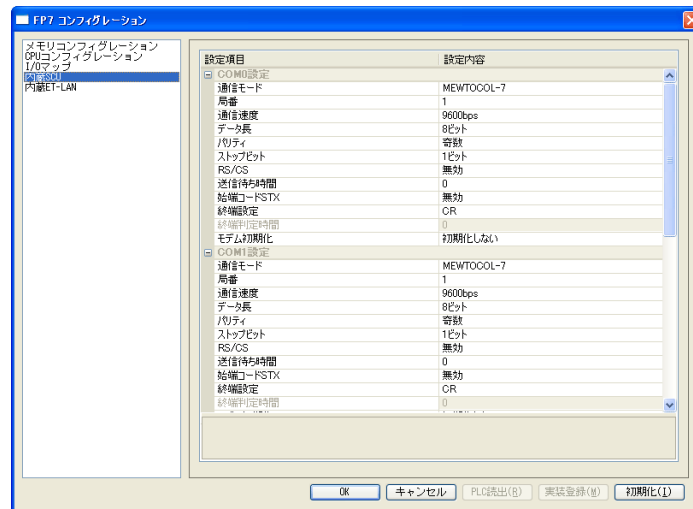 FP7 コンフィグレーション
メモリコンフィグレーション
CPUコンフィグレーション
I/Oマップ
内蔵SCU
内蔵ET-LAN
設定項目 設定内容
COM0設定
通信モード MEWTOCOL-7
局番 1
通信速度 9600bps
データ長 8ビット
パリティ 奇数
ストップビット 1ビット
RS/CS 無効
送信待ち時間 0
始端コードSTX 無効
終端設定 CR
終端判定時間 0
モデム初期化 初期化しない
COM1設定
通信モード MEWTOCOL-7
局番 1
通信速度 9600bps
データ長 8ビット
パリティ 奇数
ストップビット 1ビット
RS/CS 無効
送信待ち時間 0
始端コードSTX 無効
終端設定 CR
終端判定時間 0
OK キャンセル PLC読出(R) 実装登録(M) 初期化(I)